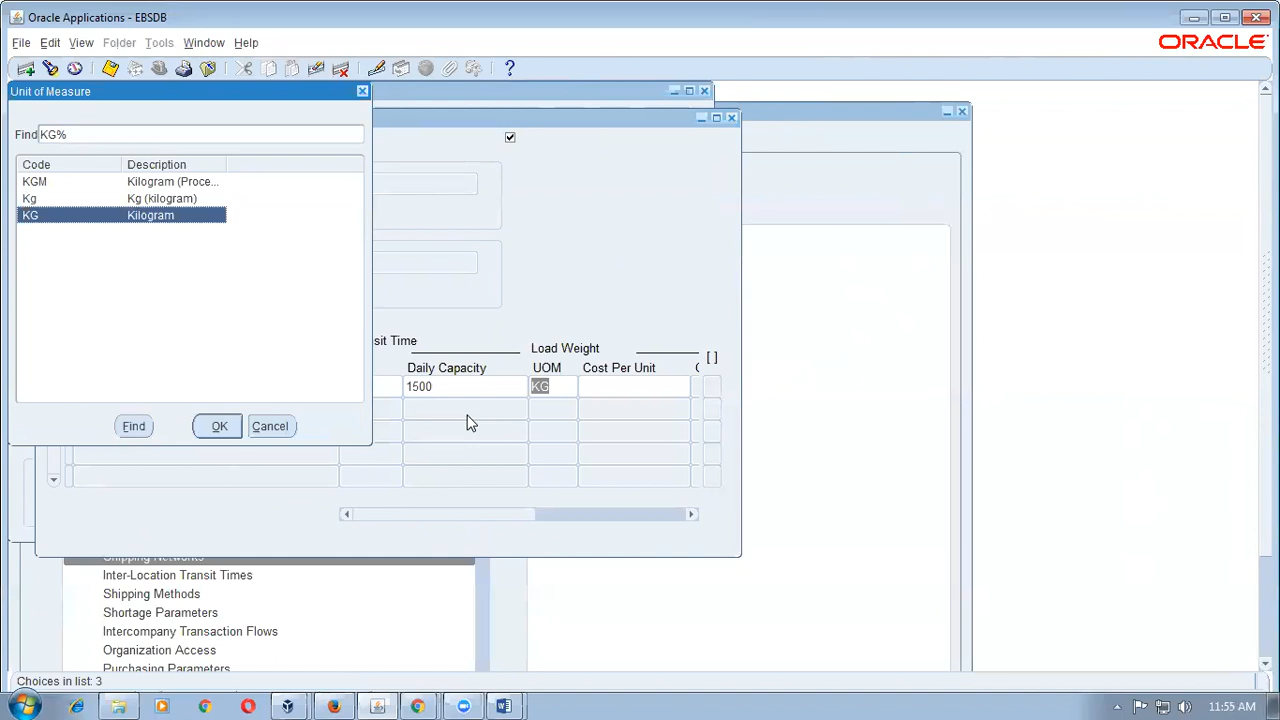 Oracle Applications - EBSDB
File Edit View Folder Tools Window Help
ORACLE
Unit of Measure
Find KG%
Code Description
KGM Kilogram (Proce...
Kg Kg (kilogram)
KG Kilogram
Find OK Cancel
sit Time
Load Weight
[ ]
Daily Capacity UOM Cost Per Unit
1500 KG
Shipping Networks
Inter-Location Transit Times
Shipping Methods
Shortage Parameters
Intercompany Transaction Flows
Organization Access
Purchasing Parameters
Choices in list: 3
11:55 AM